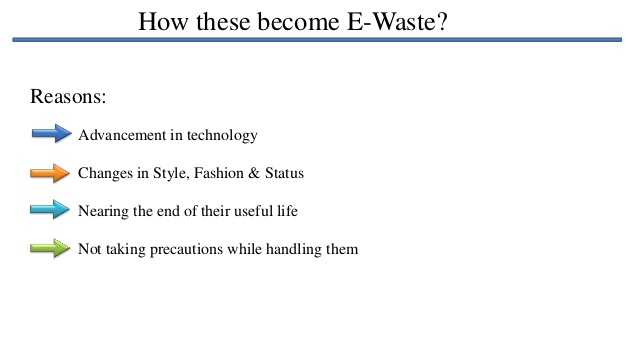 How these become E-Waste?
Reasons:
Advancement in technology
Changes in Style, Fashion & Status
Nearing the end of their useful life
Not taking precautions while handling them